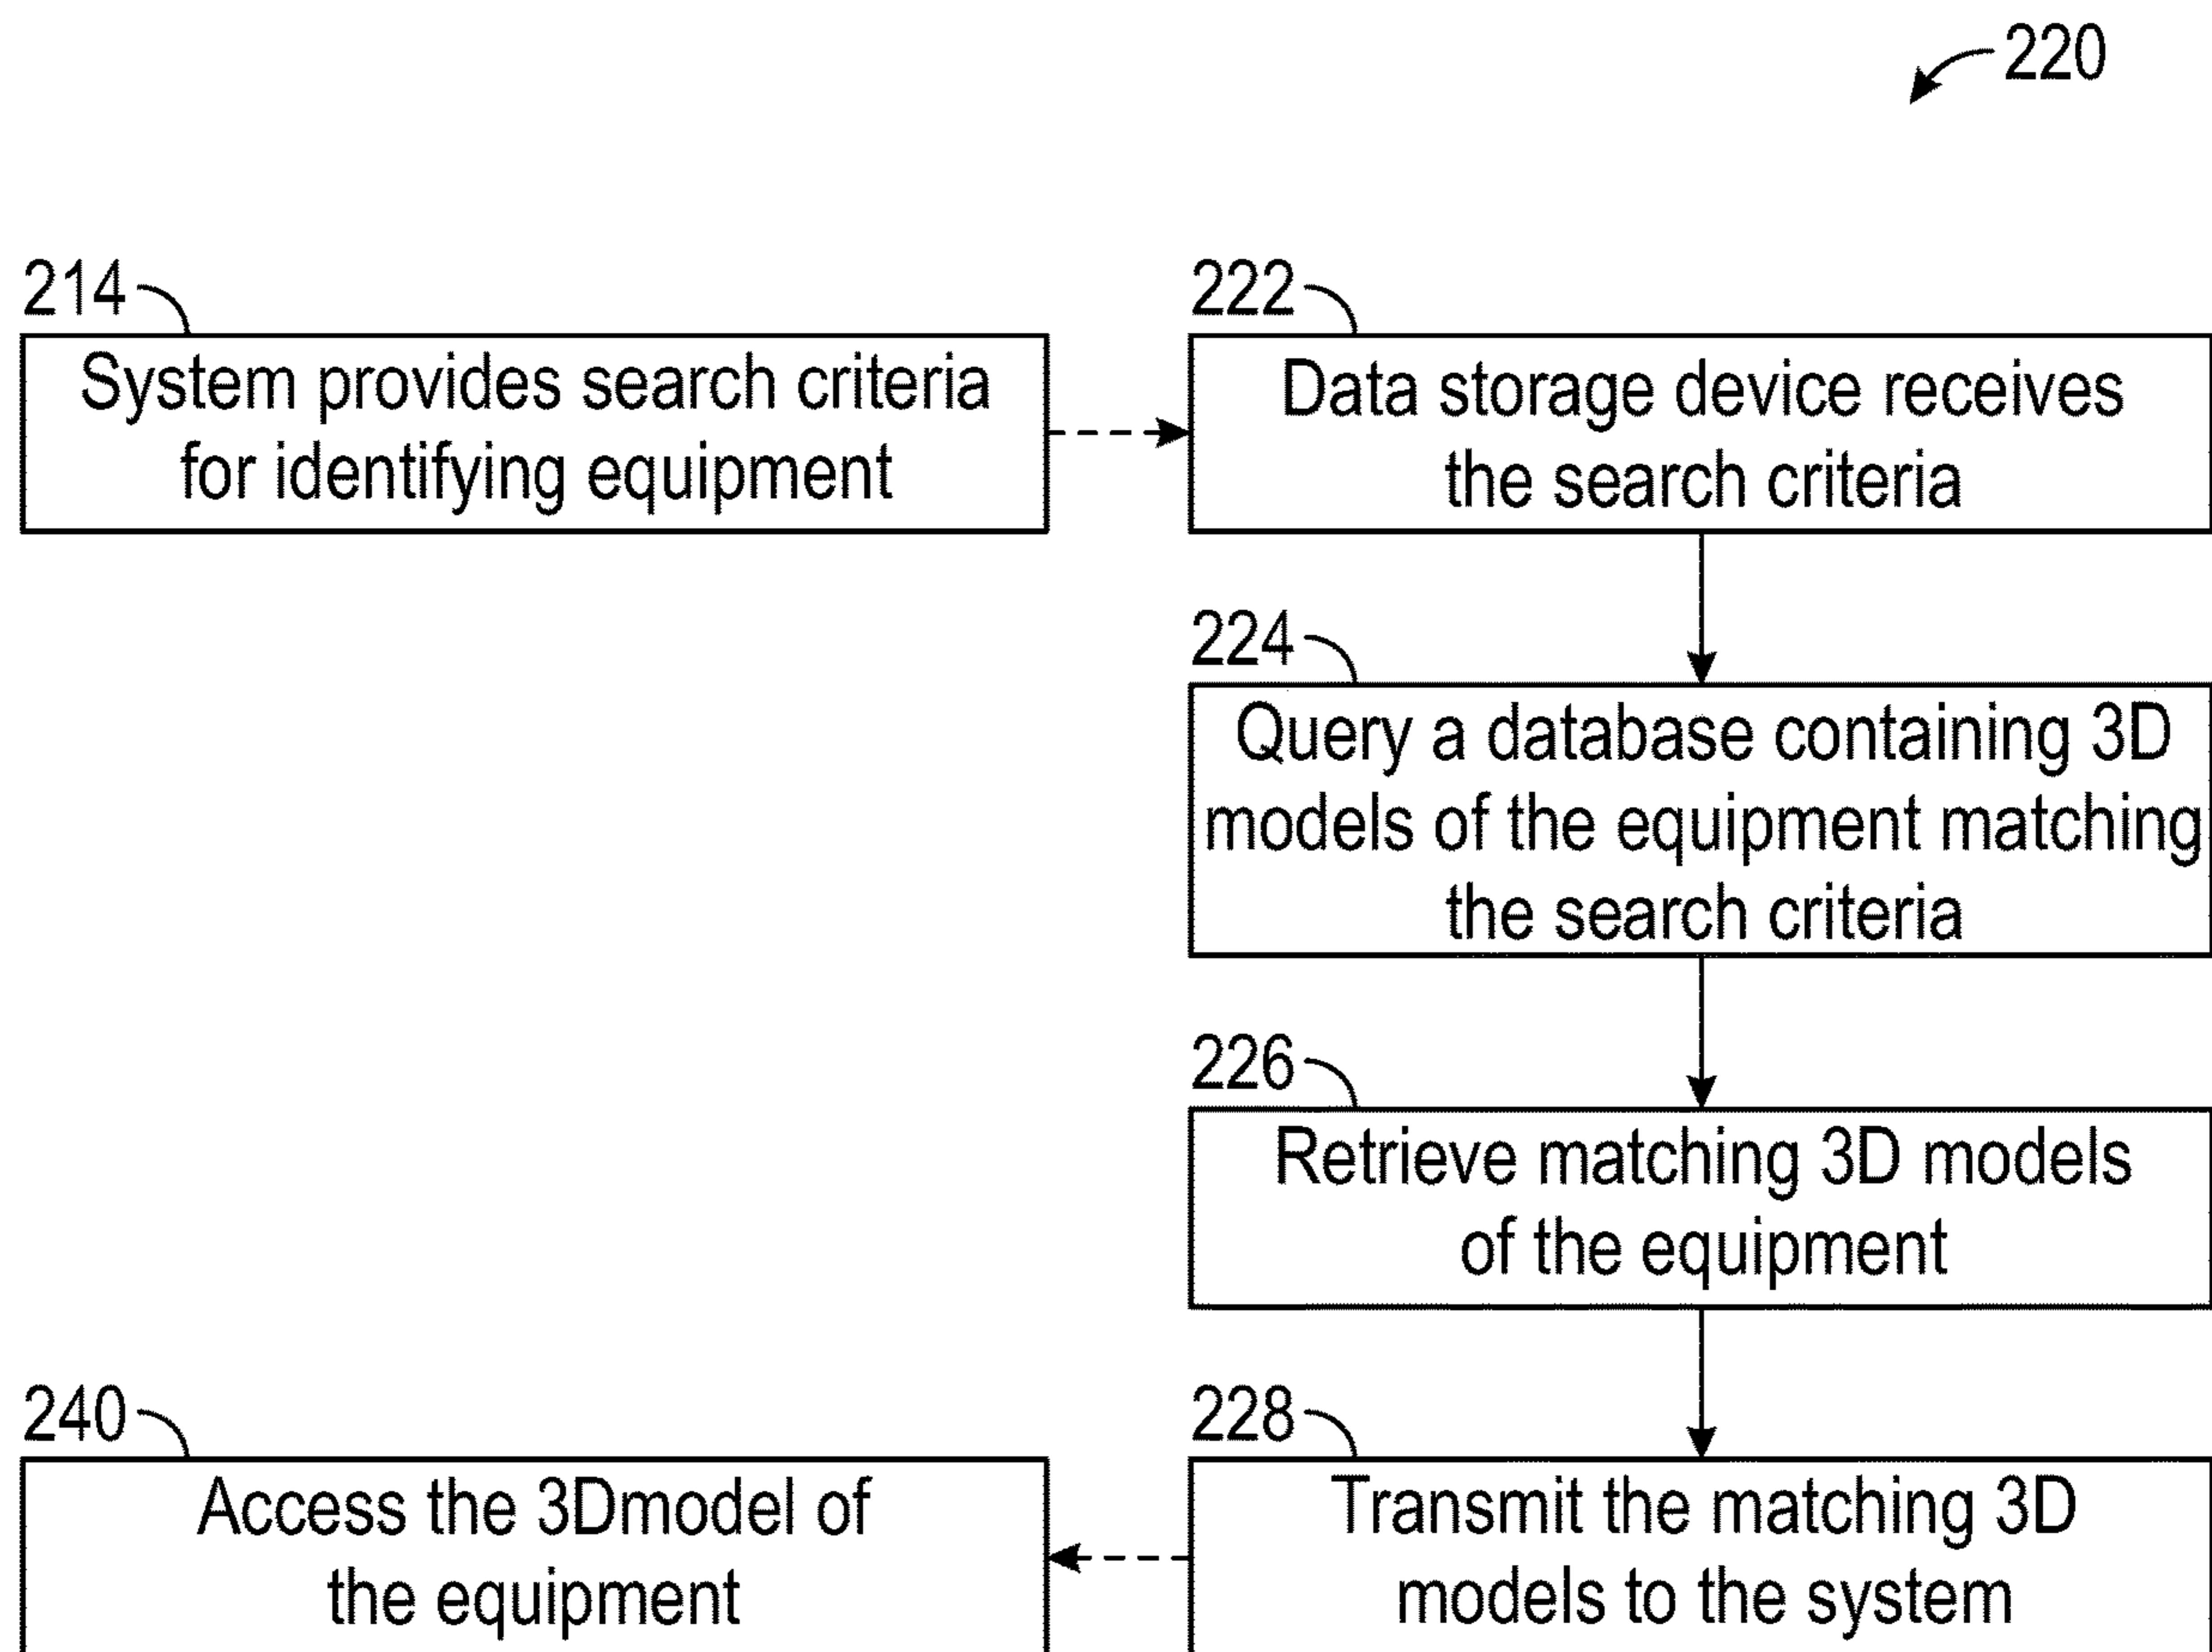 220
214
System provides search criteria
for identifying equipment
222
Data storage device receives
the search criteria
224
Query a database containing 3D
models of the equipment matching
the search criteria
226
Retrieve matching 3D models
of the equipment
240
Access the 3Dmodel of
the equipment
228
Transmit the matching 3D
models to the system